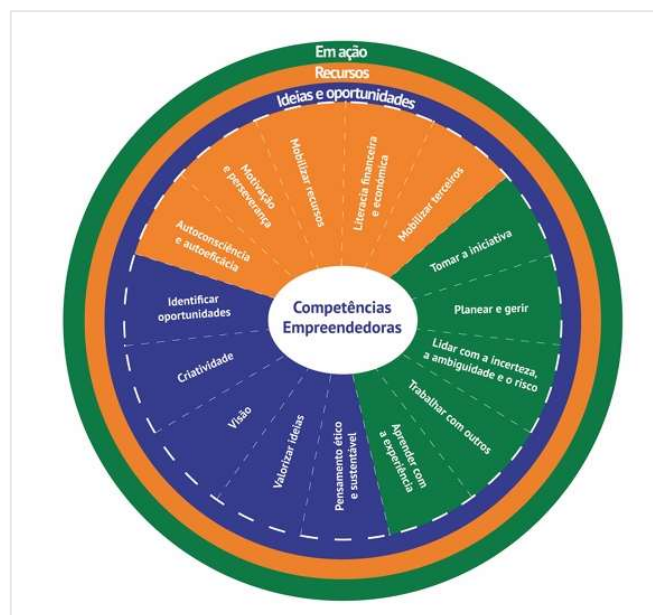 Em ação
Recursos
Ideias e oportunidades
Autoconsciência
e autoeficácia
Motivação
e perseverança
Mobilizar recursos
Literacia financeira
e económica
Mobilizar terceiros
Tomar a iniciativa
Planear e gerir
Lidar com a incerteza,
a ambiguidade e o risco
Trabalhar com outros
Aprender com
a experiência
Pensamento ético
e sustentável
Valorizar ideias
Visão
Criatividade
Identificar
oportunidades
Competências
Empreendedoras